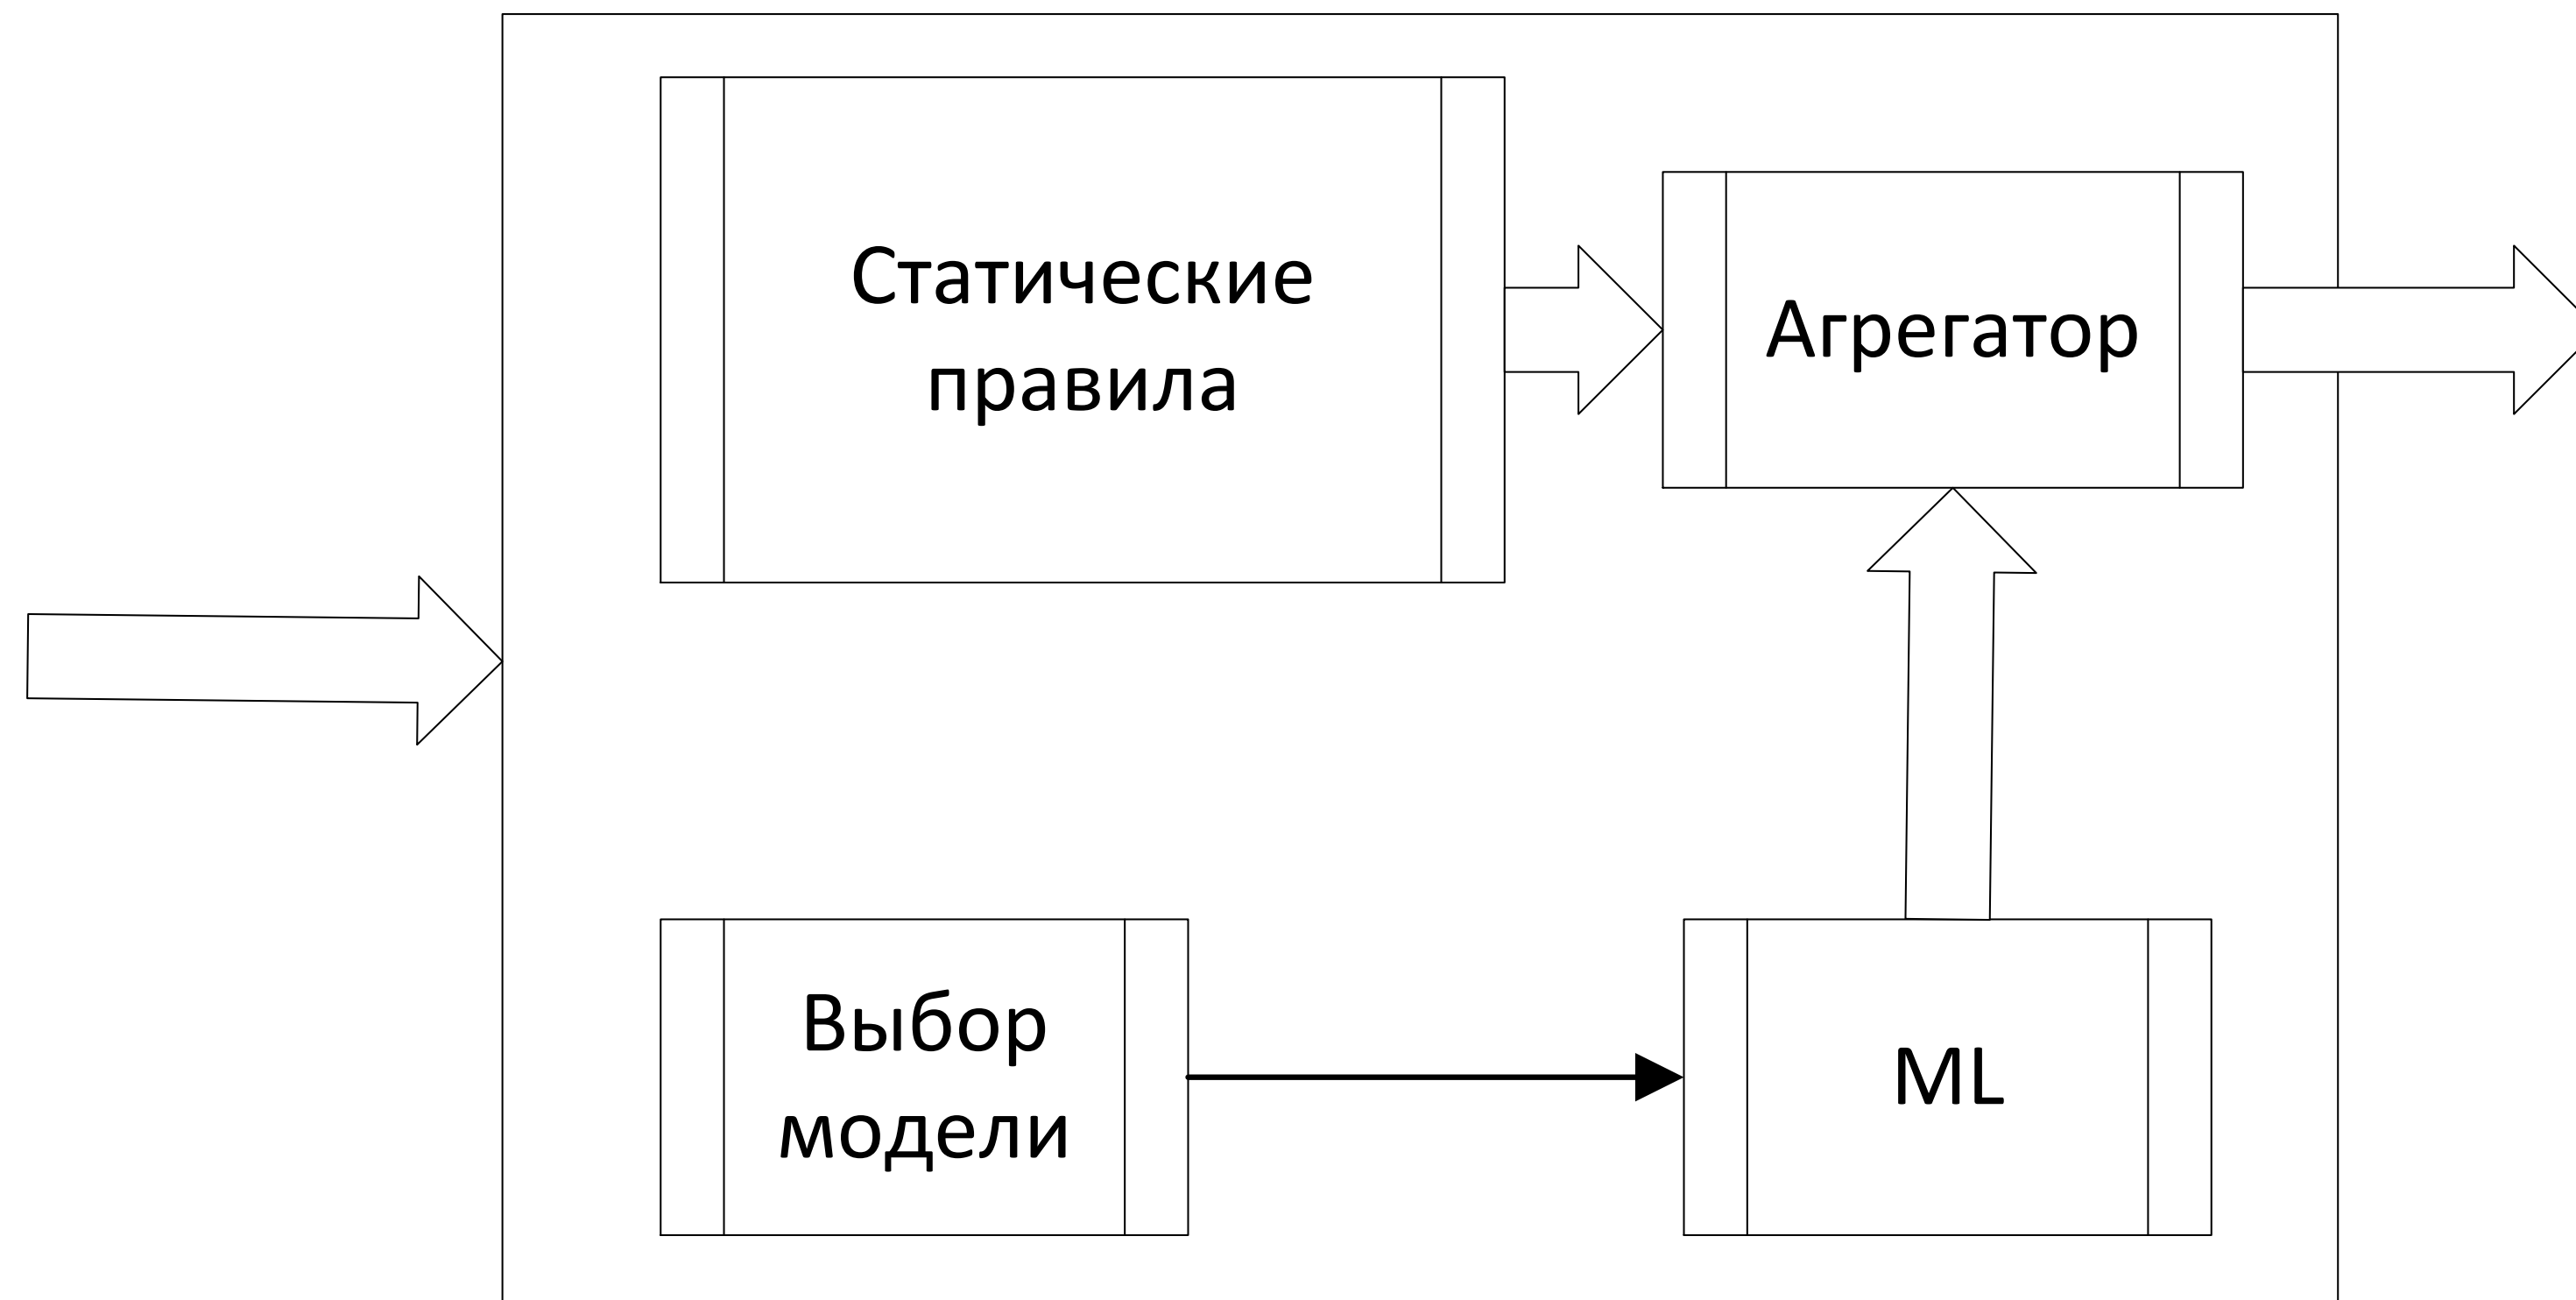 Статические
правила
Агрегатор
Выбор
модели
ML